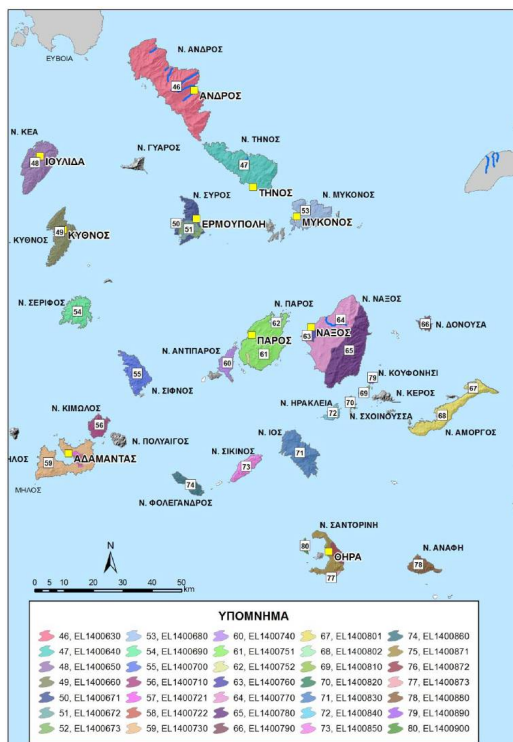 Ν. ΑΝΔΡΟΣ
ΕΥΒΟΙΑ
46
ΑΝΔΡΟΣ
Ν. ΚΕΑ
Ν. ΤΗΝΟΣ
ΙΟΥΛΙΔΑ
48
Ν. ΓΥΑΡΟΣ
47
ΤΗΝΟΣ
Ν. ΣΥΡΟΣ
Ν. ΜΥΚΟΝΟΣ
53
50
ΕΡΜΟΥΠΟΛΗ
ΜΥΚΟΝΟΣ
51
49
ΚΥΘΝΟΣ
ΚΥΘΝΟΣ
Ν. ΣΕΡΙΦΟΣ
54
Ν. ΠΑΡΟΣ
Ν. ΝΑΞΟΣ
62
64
66
Ν. ΔΟΝΟΥΣΑ
ΠΑΡΟΣ
ΝΑΞΟΣ
63
Ν. ΑΝΤΙΠΑΡΟΣ
61
65
60
55
Ν. ΣΙΦΝΟΣ
79
Ν. ΚΟΥΦΟΝΗΣΙ
67
69
Ν. ΚΕΡΟΣ
Ν. ΗΡΑΚΛΕΙΑ
70
72
Ν. ΣΧΟΙΝΟΥΣΣΑ
68
Ν. ΑΜΟΡΓΟΣ
Ν. ΚΙΜΩΛΟΣ
56
Ν. ΠΟΛΥΑΙΓΟΣ
Ν. ΙΟΣ
71
ΗΛΟΣ
59
ΑΔΑΜΑΝΤΑΣ
Ν. ΣΙΚΙΝΟΣ
73
ΜΗΛΟΣ
74
Ν. ΦΟΛΕΓΑΝΔΡΟΣ
Ν. ΣΑΝΤΟΡΙΝΗ
80
ΘΗΡΑ
Ν. ΑΝΑΦΗ
78
77
N
0 10 20 30 40 50
km
ΥΠΟΜΝΗΜΑ
46, EL1400630 53, EL1400680 60, EL1400740 67, EL1400801 74, EL1400860
47, EL1400640 54, EL1400690 61, EL1400751 68, EL1400802 75, EL1400871
48, EL1400650 55, EL1400700 62, EL1400752 69, EL1400810 76, EL1400872
49, EL1400660 56, EL1400710 63, EL1400760 70, EL1400820 77, EL1400873
50, EL1400671 57, EL1400721 64, EL1400770 71, EL1400830 78, EL1400880
51, EL1400672 58, EL1400722 65, EL1400780 72, EL1400840 79, EL1400890
52, EL1400673 59, EL1400730 66, EL1400790 73, EL1400850 80, EL1400900